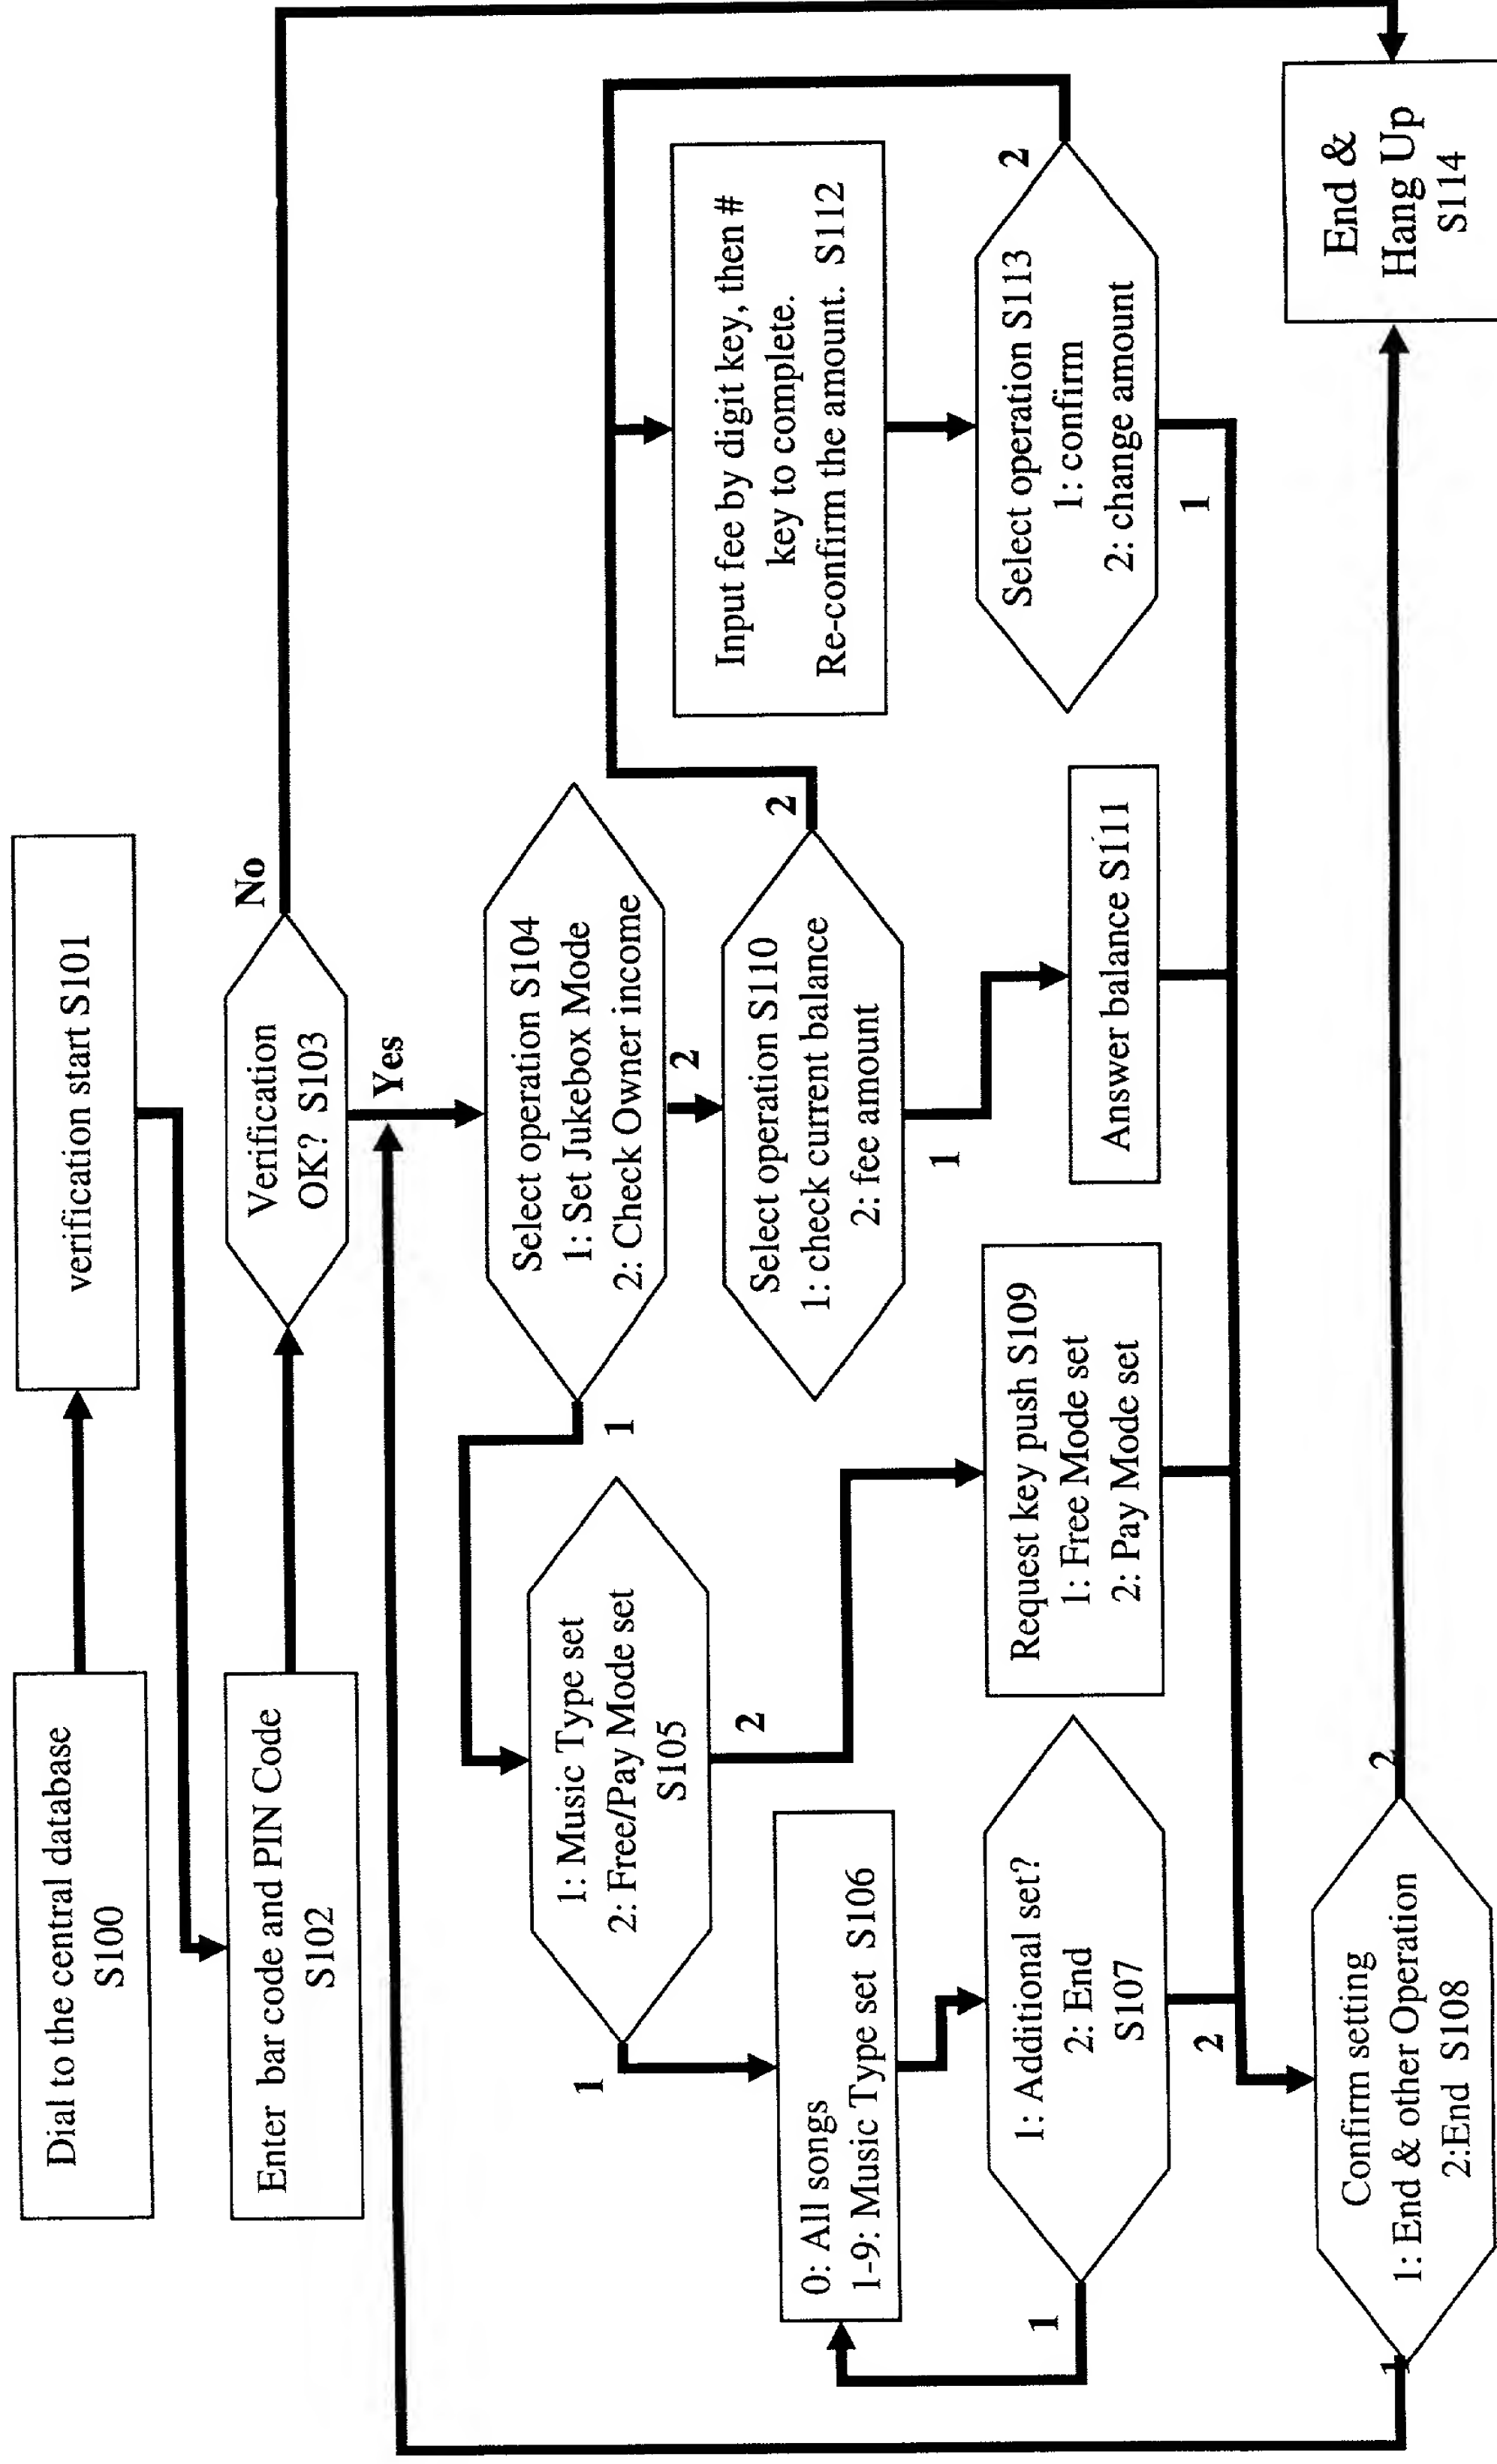 Dial to the central database
S100
verification start S101
Enter bar code and PIN Code
S102
Verification
OK? S103
No
Yes
Select operation S104
1: Set Jukebox Mode
2: Check Owner income
1
2
1: Music Type set
2: Free/Pay Mode set
S105
1
2
0: All songs
1-9: Music Type set S106
1: Additional set?
2: End
S107
1
2
Request key push S109
1: Free Mode set
2: Pay Mode set
Select operation S110
1: check current balance
2: fee amount
1
2
Answer balance S111
Input fee by digit key, then #
key to complete.
Re-confirm the amount. S112
Select operation S113
1: confirm
2: change amount
2
1
Confirm setting
1: End & other Operation
2:End S108
1
2
End &
Hang Up
S114